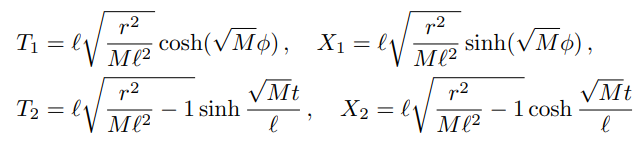 $T_1 = \ell\sqrt{\frac{r^2}{M\ell^2}}\cosh(\sqrt{M}\phi)\,,\quad X_1 = \ell\sqrt{\frac{r^2}{M\ell^2}}\sinh(\sqrt{M}\phi)\,,$
$T_2 = \ell\sqrt{\frac{r^2}{M\ell^2} - 1}\sinh\frac{\sqrt{M}t}{\ell}\,,\quad X_2 = \ell\sqrt{\frac{r^2}{M\ell^2} - 1}\cosh\frac{\sqrt{M}t}{\ell}$